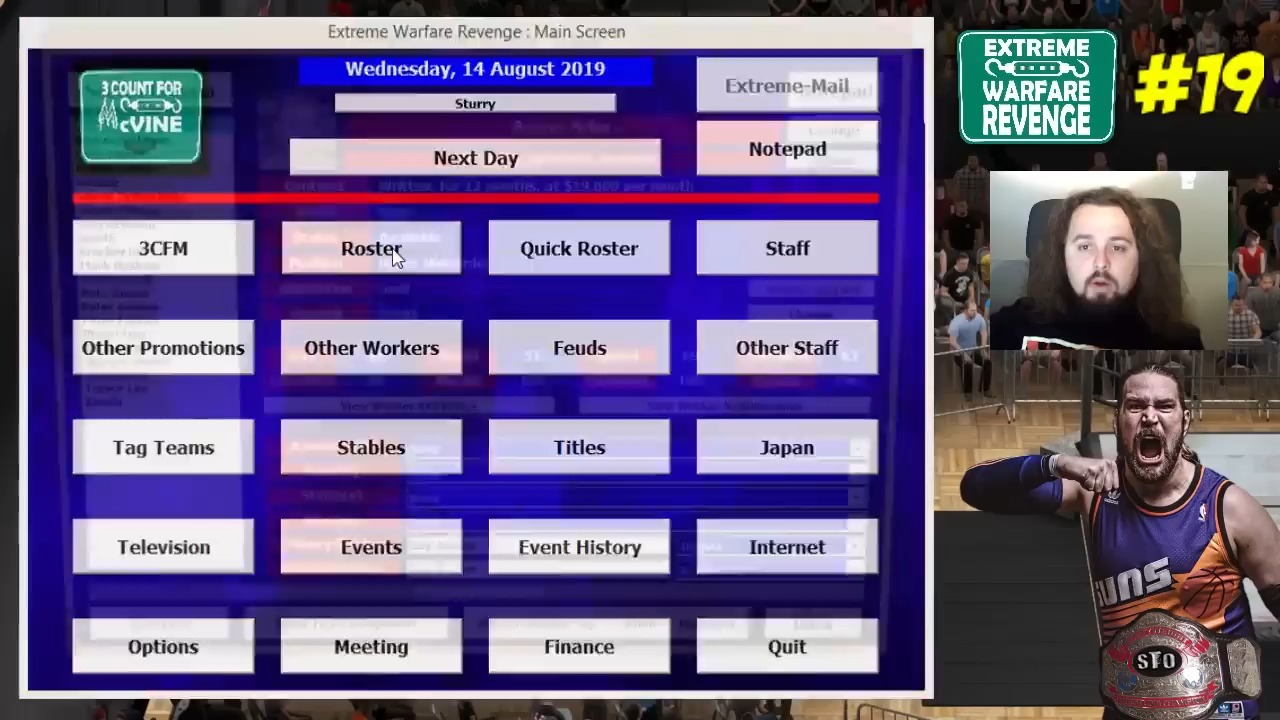 Extreme Warfare Revenge : Main Screen
3 COUNT FOR
McVINE
Wednesday, 14 August 2019
Sturry
Next Day
Extreme-Mail
Notepad
3CFM
Roster
Quick Roster
Staff
Other Promotions
Other Workers
Feuds
Other Staff
Tag Teams
Stables
Titles
Japan
Television
Events
Event History
Internet
Options
Meeting
Finance
Quit
EXTREME
WARFARE
REVENGE
#19
SUNS
STO